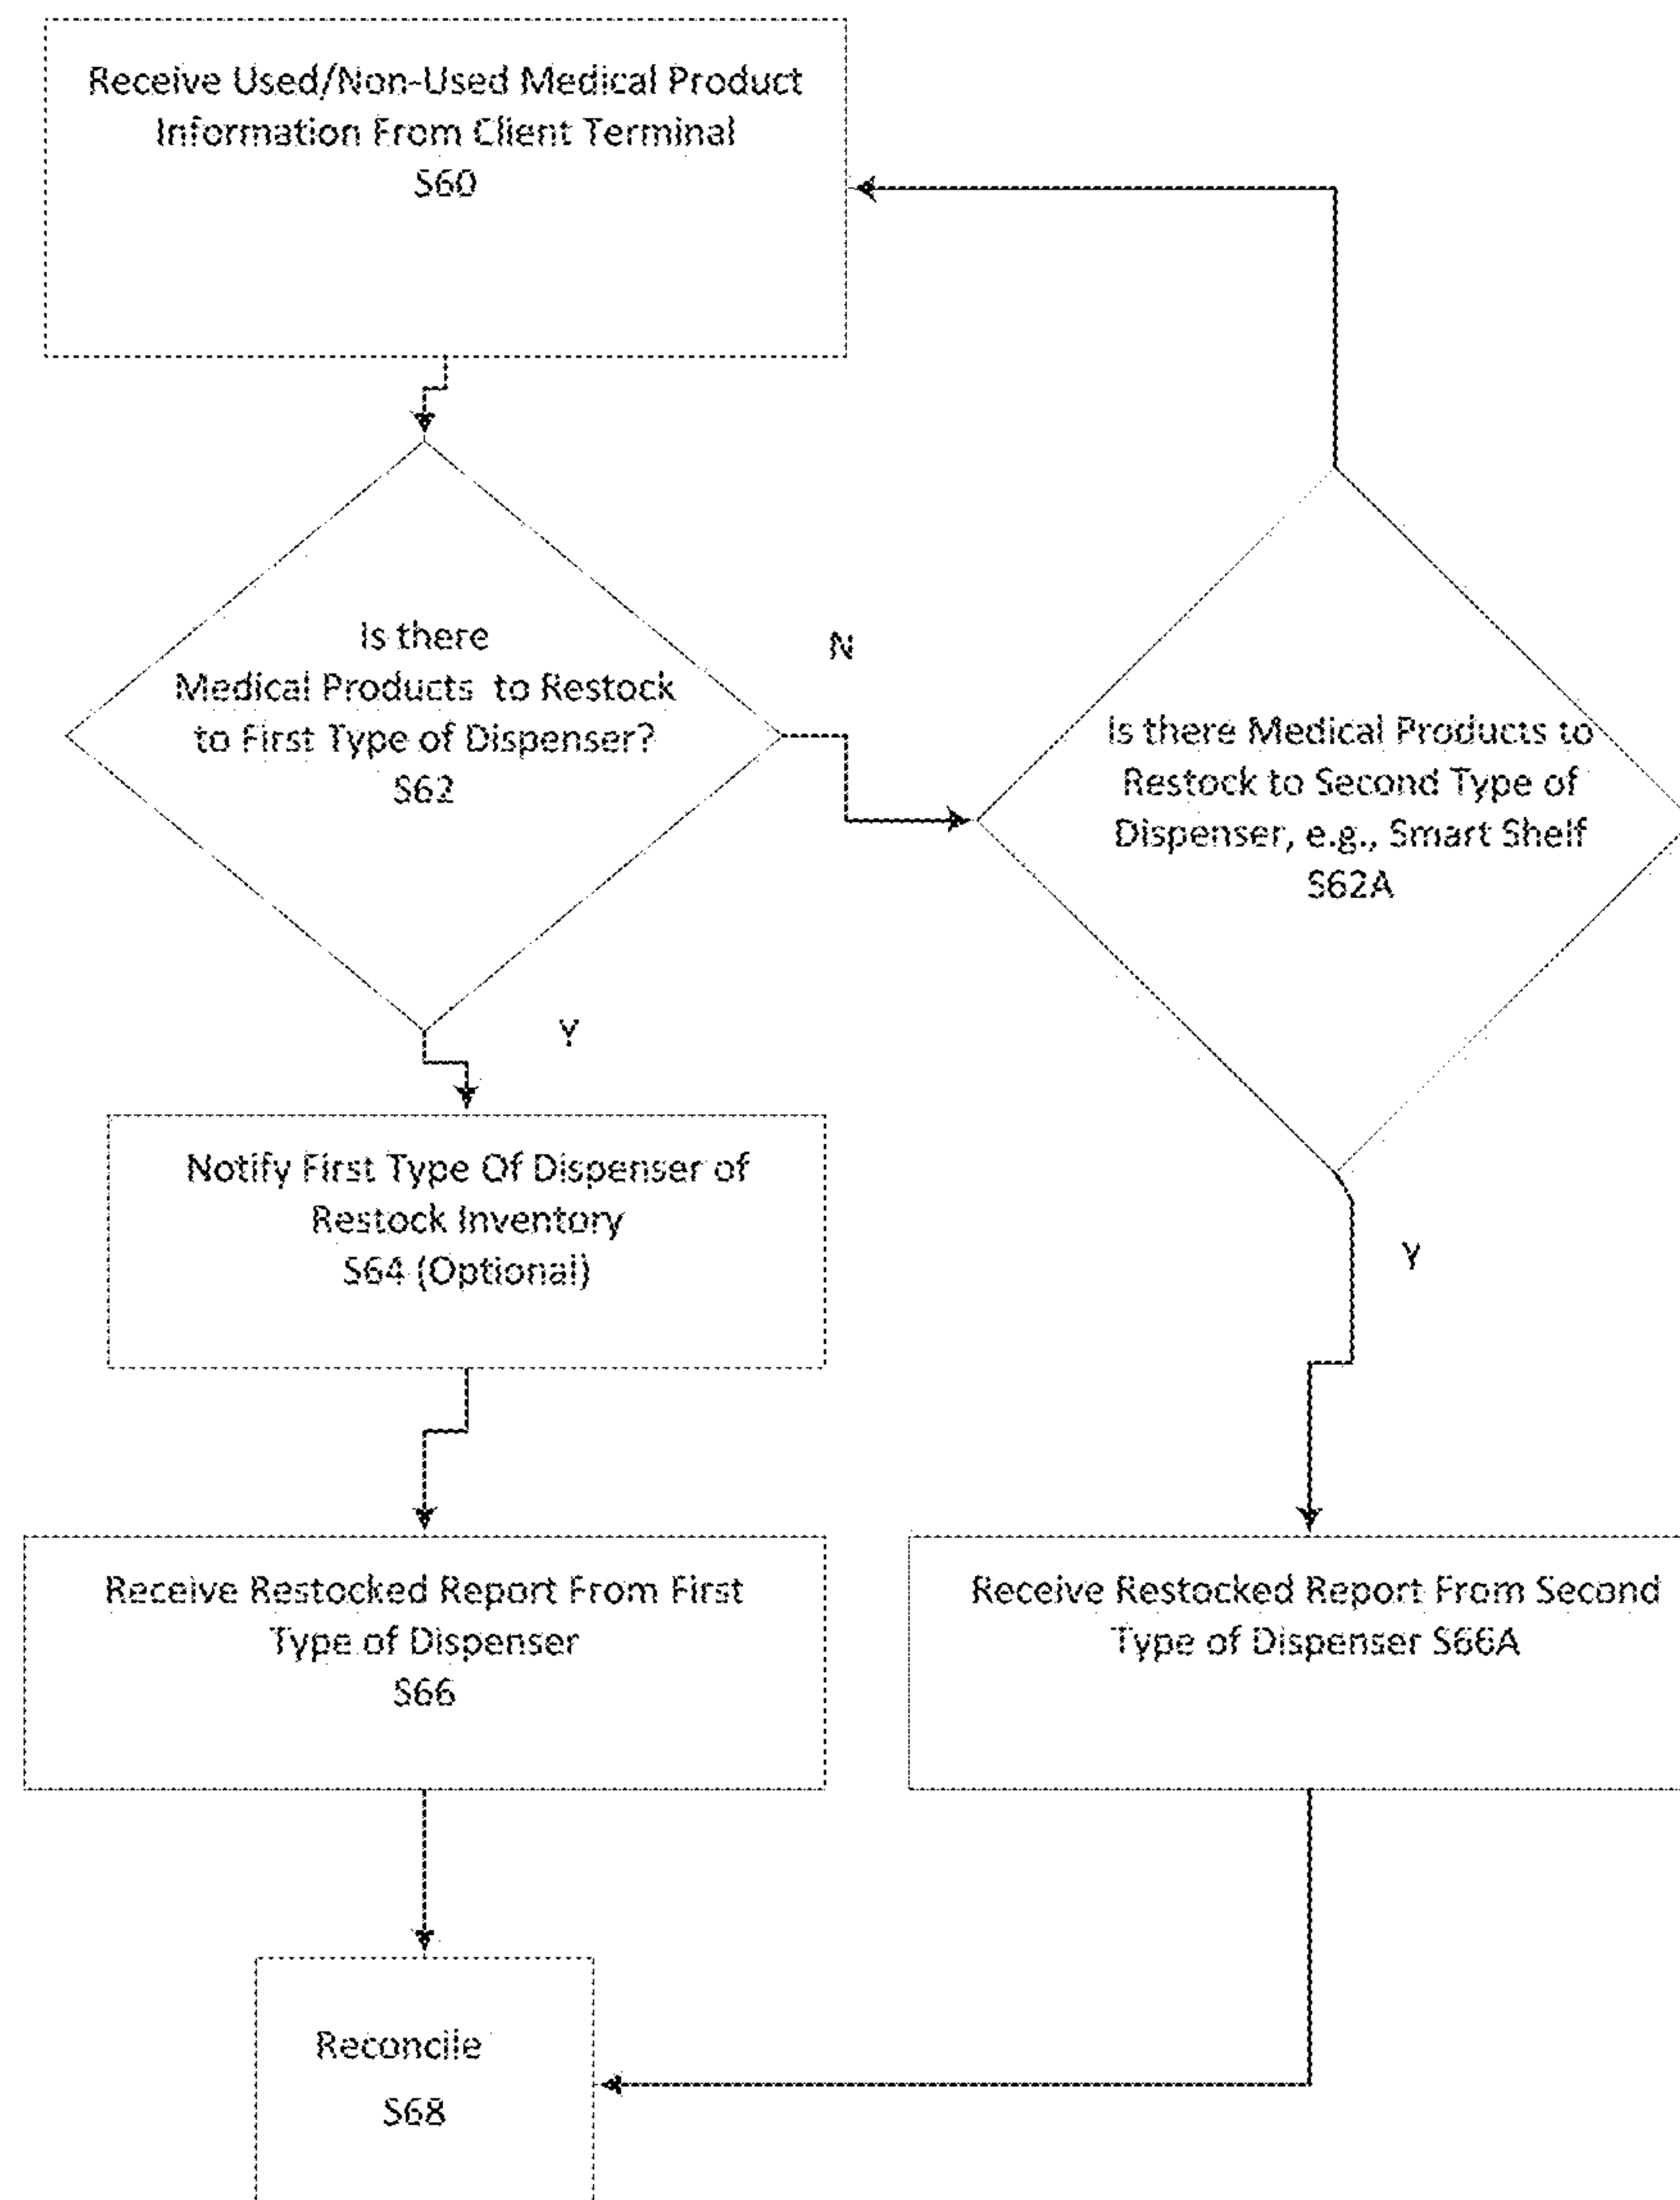 Receive Used/Non-Used Medical Product
Information From Client Terminal
S60
Is there
Medical Products to Restock
to First Type of Dispenser?
S62
N
Is there Medical Products to
Restock to Second Type of
Dispenser, e.g., Smart Shelf
S62A
Y
Notify First Type Of Dispenser of
Restock Inventory
S64 (Optional)
Y
Receive Restocked Report From First
Type of Dispenser
S66
Receive Restocked Report From Second
Type of Dispenser S66A
Reconcile
S68